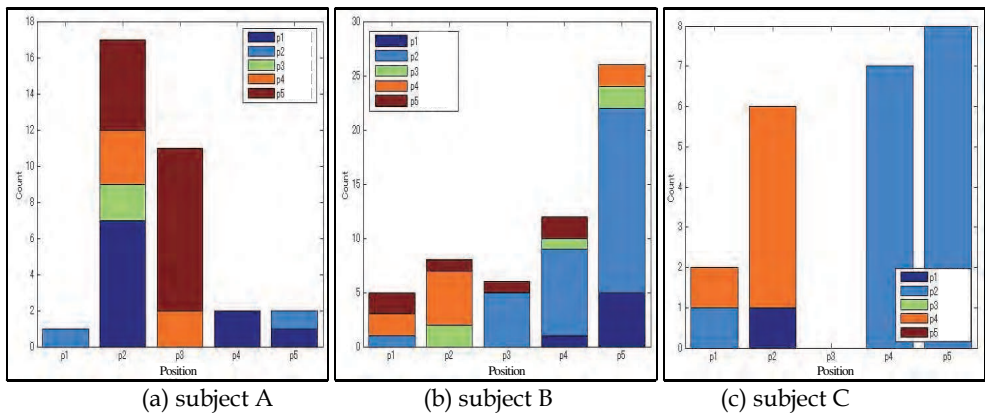 18
16
14
12
10
8
6
4
2
0
Count
p1
p2
p3
p4
p5
p1 p2 p3 p4 p5
Position
(a) subject A
30
25
20
15
10
5
0
Count
p1
p2
p3
p4
p5
p1 p2 p3 p4 p5
Position
(b) subject B
8
7
6
5
4
3
2
1
0
Count
p1
p2
p3
p4
p5
p1 p2 p3 p4 p5
Position
(c) subject C